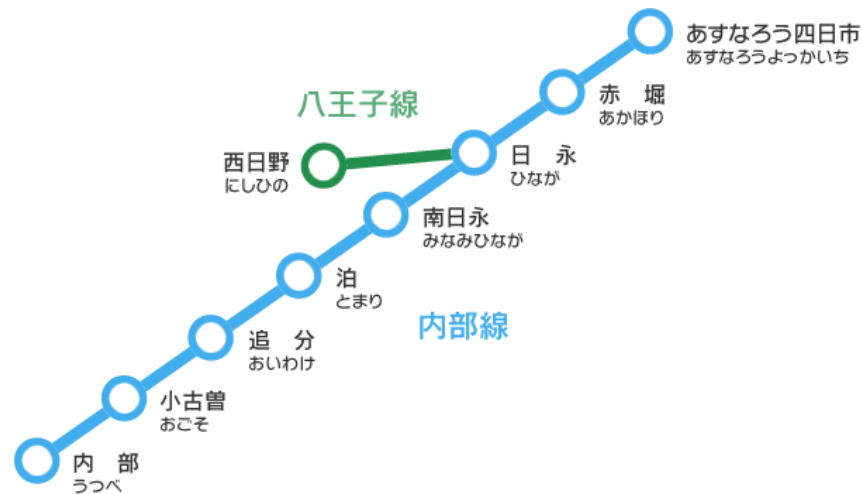 あすなろう四日市
あすなろうよっかいち
赤 堀
あかほり
八王子線
日 永
ひなが
西日野
にしひの
南日永
みなみひなが
泊
とまり
内部線
追 分
おいわけ
小古曽
おごそ
内 部
うつべ